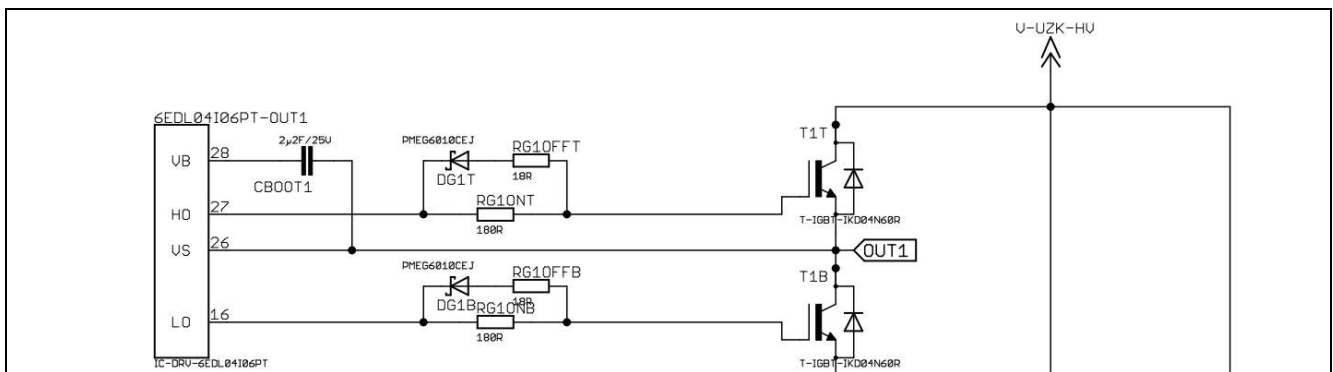 V-UZK-HV
6EDL04I06PT-OUT1
VB 28
2µ2F/25V
CBOOT1
HO 27
VS 26
LO 16
IC-DRV-6EDL04I06PT
PMEG6010CEJ
DG1T
RG1OFFT
18R
RG1ONT
180R
T1T
T-IGBT-IKD04N60R
OUT1
PMEG6010CEJ
DG1B
RG1OFFB
18R
RG1ONB
180R
T1B
T-IGBT-IKD04N60R